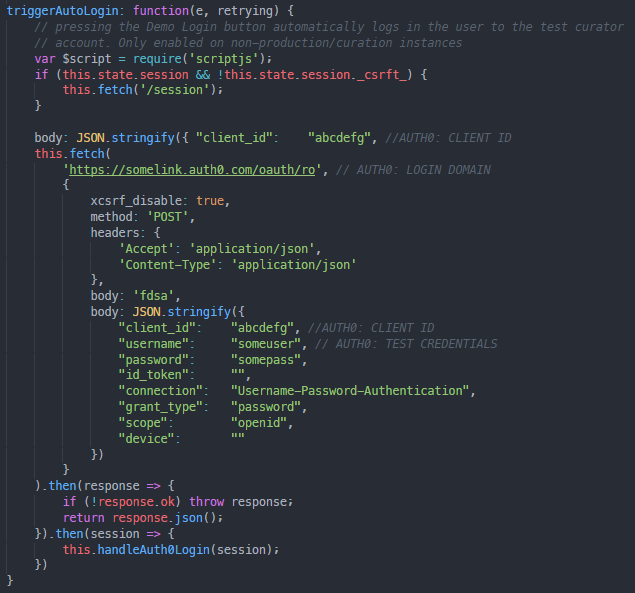 triggerAutoLogin: function(e, retrying) {
    // pressing the Demo Login button automatically logs in the user to the test curator
    // account. Only enabled on non-production/curation instances
    var $script = require('scriptjs');
    if (this.state.session && !this.state.session._csrft_) {
        this.fetch('/session');
    }

    body: JSON.stringify({ "client_id":    "abcdefg", //AUTH0: CLIENT ID
    this.fetch(
        'https://somelink.auth0.com/oauth/ro', // AUTH0: LOGIN DOMAIN
        {
            xcsrf_disable: true,
            method: 'POST',
            headers: {
                'Accept': 'application/json',
                'Content-Type': 'application/json'
            },
            body: 'fdsa',
            body: JSON.stringify({
                "client_id":    "abcdefg", //AUTH0: CLIENT ID
                "username":     "someuser", // AUTH0: TEST CREDENTIALS
                "password":     "somepass",
                "id_token":     "",
                "connection":   "Username-Password-Authentication",
                "grant_type":   "password",
                "scope":        "openid",
                "device":       ""
            })
        }
    ).then(response => {
        if (!response.ok) throw response;
        return response.json();
    }).then(session => {
        this.handleAuth0Login(session);
    })
}